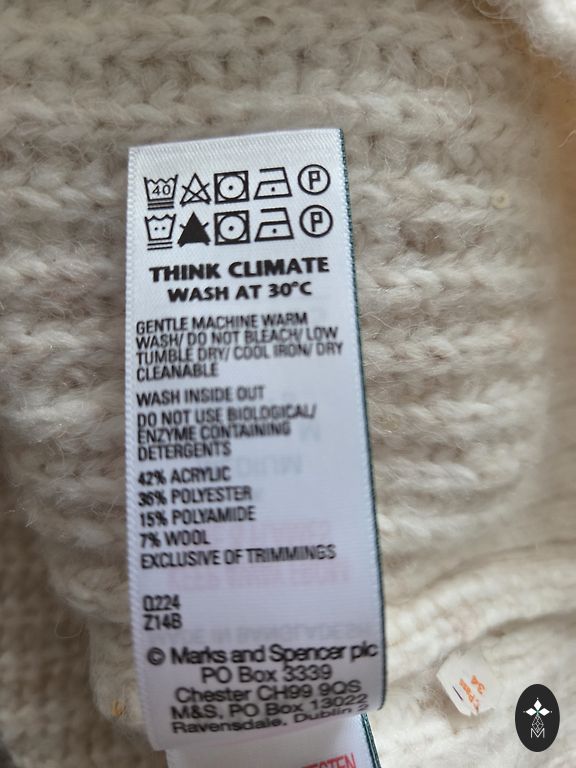 40 P
P
THINK CLIMATE
WASH AT 30°C
GENTLE MACHINE WARM
WASH/ DO NOT BLEACH/ LOW
TUMBLE DRY/ COOL IRON/ DRY
CLEANABLE
WASH INSIDE OUT
DO NOT USE BIOLOGICAL/
ENZYME CONTAINING
DETERGENTS
42% ACRYLIC
36% POLYESTER
15% POLYAMIDE
7% WOOL
EXCLUSIVE OF TRIMMINGS
Q224
Z14B
© Marks and Spencer plc
PO Box 3339
Chester CH99 9QS
M&S, PO Box 13022
Ravensdale, Dublin 2
M